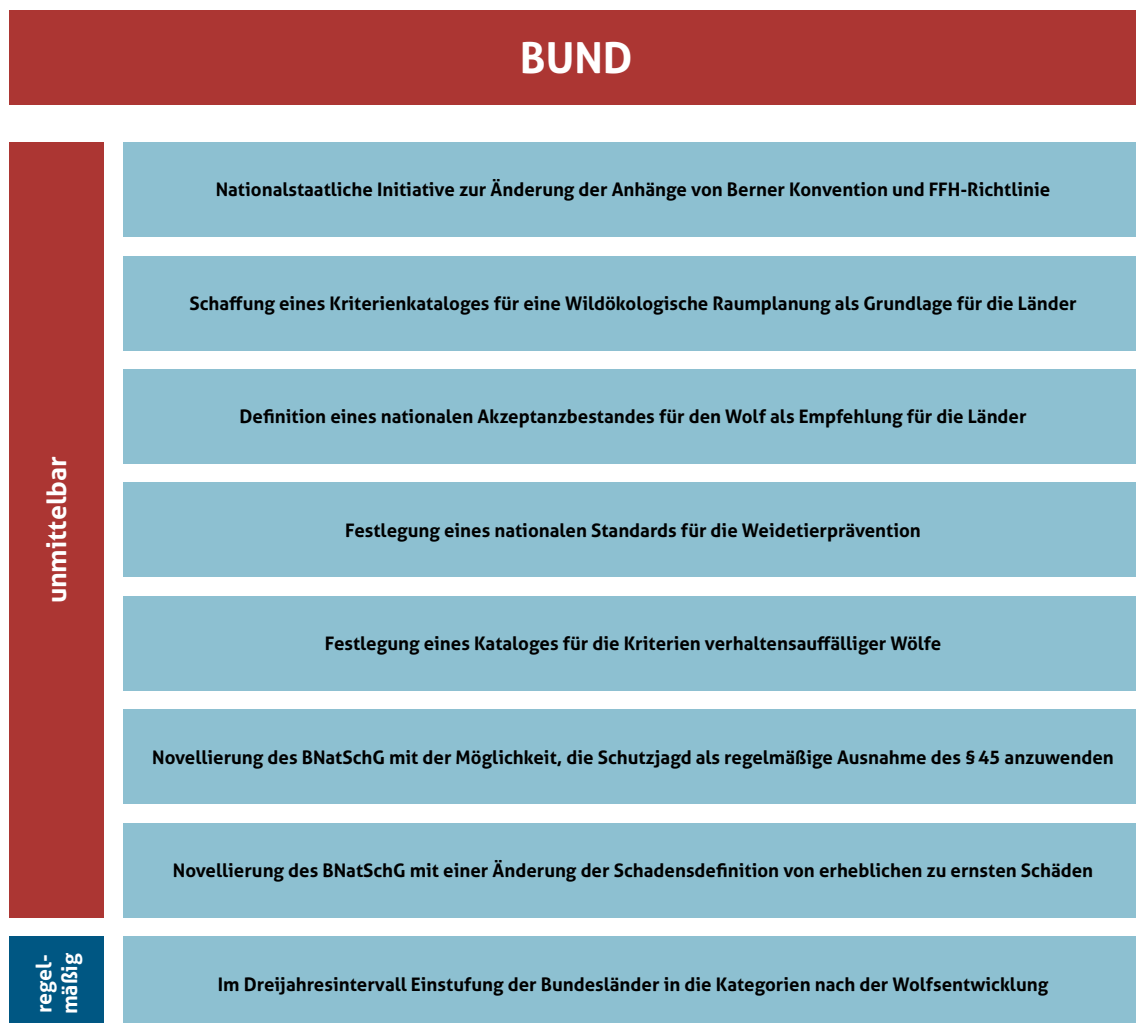 BUND
unmittelbar
Nationalstaatliche Initiative zur Änderung der Anhänge von Berner Konvention und FFH-Richtlinie
Schaffung eines Kriterienkataloges für eine Wildökologische Raumplanung als Grundlage für die Länder
Definition eines nationalen Akzeptanzbestandes für den Wolf als Empfehlung für die Länder
Festlegung eines nationalen Standards für die Weidetierprävention
Festlegung eines Kataloges für die Kriterien verhaltensauffälliger Wölfe
Novellierung des BNatSchG mit der Möglichkeit, die Schutzjagd als regelmäßige Ausnahme des § 45 anzuwenden
Novellierung des BNatSchG mit einer Änderung der Schadensdefinition von erheblichen zu ernsten Schäden
regel-
mäßig
Im Dreijahresintervall Einstufung der Bundesländer in die Kategorien nach der Wolfsentwicklung